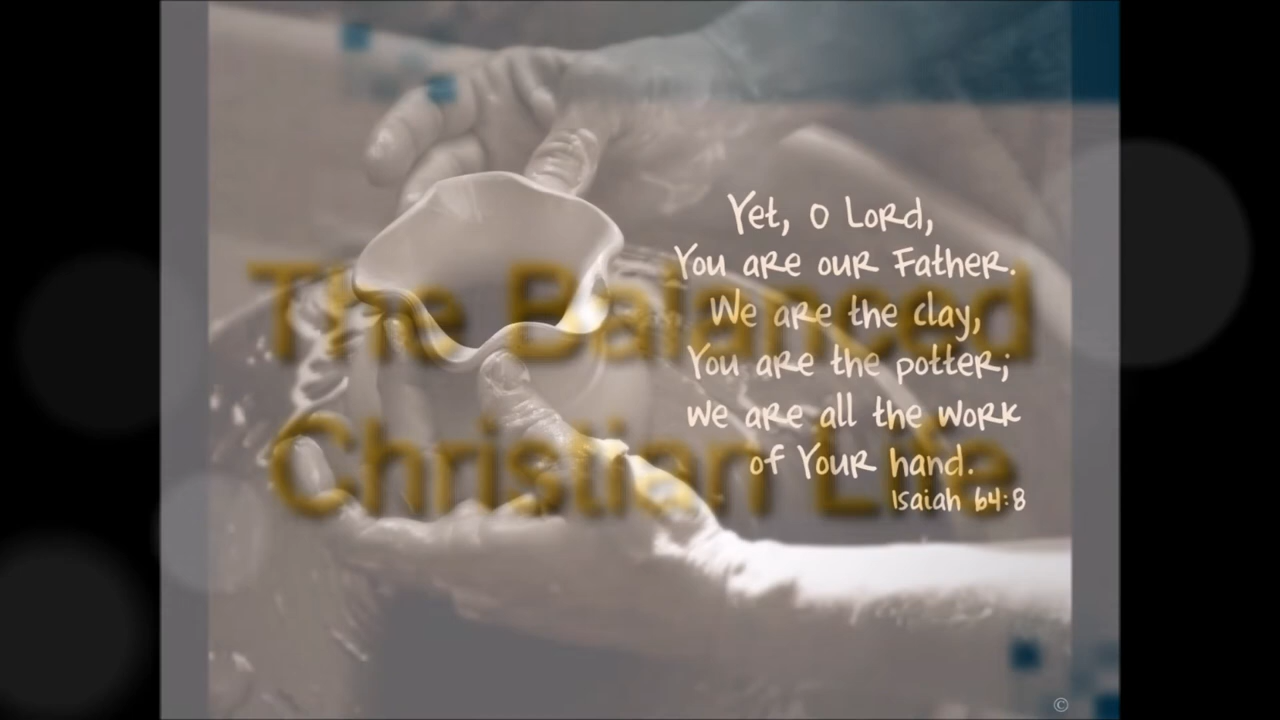 Yet, o Lord,
You are our Father.
We are the clay,
You are the potter;
we are all the work
of Your hand.
Isaiah 64:8
The Balanced
Christian Life
©